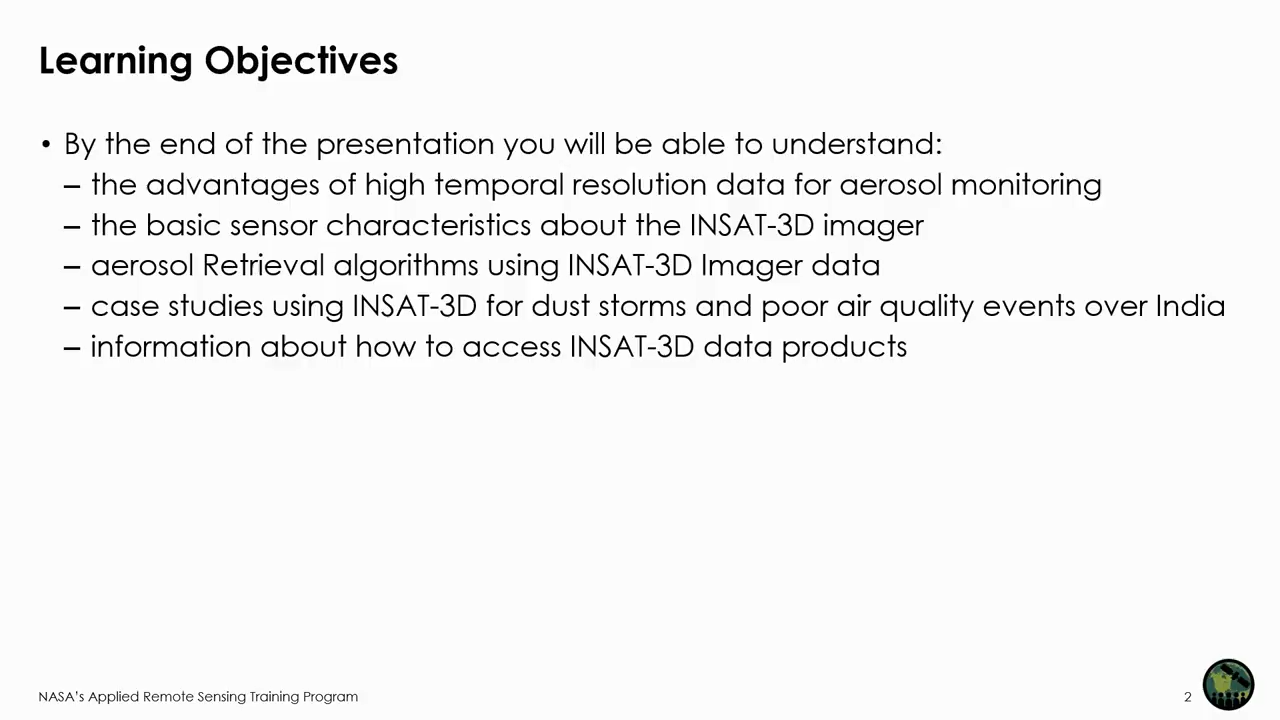 Learning Objectives
• By the end of the presentation you will be able to understand:
– the advantages of high temporal resolution data for aerosol monitoring
– the basic sensor characteristics about the INSAT-3D imager
– aerosol Retrieval algorithms using INSAT-3D Imager data
– case studies using INSAT-3D for dust storms and poor air quality events over India
– information about how to access INSAT-3D data products
NASA's Applied Remote Sensing Training Program
2